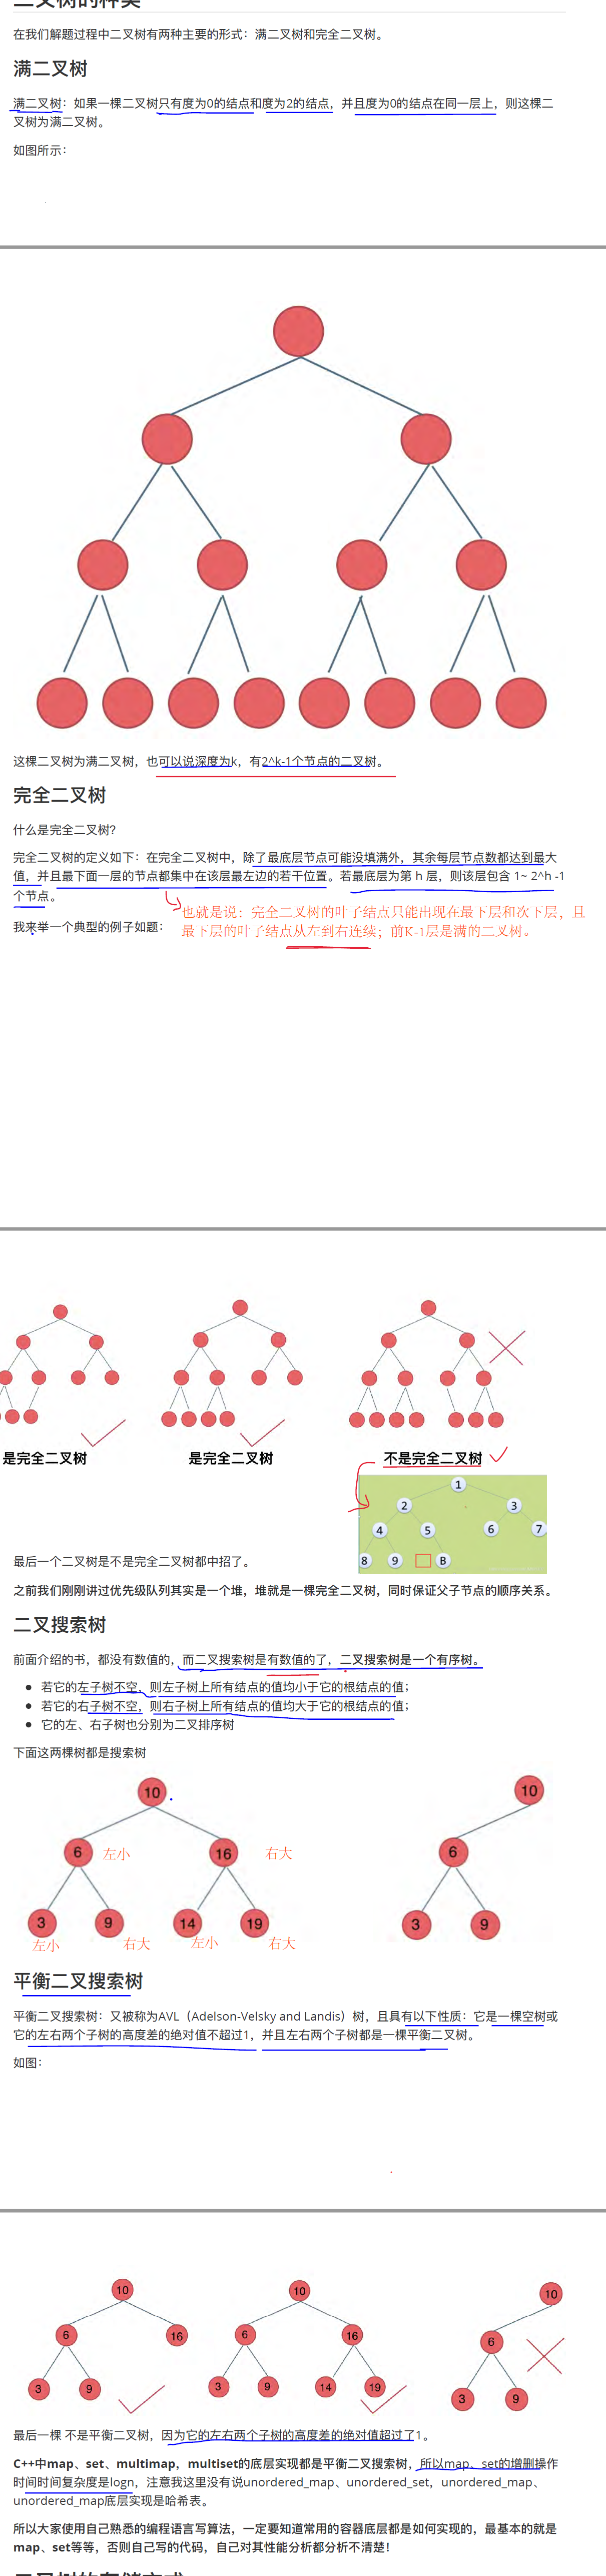 二叉树的种类
在我们解题过程中二叉树有两种主要的形式：满二叉树和完全二叉树。
满二叉树
满二叉树：如果一棵二叉树只有度为0的结点和度为2的结点，并且度为0的结点在同一层上，则这棵二
叉树为满二叉树。
如图所示：
这棵二叉树为满二叉树，也可以说深度为k，有2^k-1个节点的二叉树。
完全二叉树
什么是完全二叉树？
完全二叉树的定义如下：在完全二叉树中，除了最底层节点可能没填满外，其余每层节点数都达到最大
值，并且最下面一层的节点都集中在该层最左边的若干位置。若最底层为第 h 层，则该层包含 1~ 2^h -1
个节点。
也就是说：完全二叉树的叶子结点只能出现在最下层和次下层，且
我来举一个典型的例子如题：
最下层的叶子结点从左到右连续；前K-1层是满的二叉树。
是完全二叉树 是完全二叉树 不是完全二叉树
1
2 3
4 5 6 7
8 9 B
最后一个二叉树是不是完全二叉树都中招了。
之前我们刚刚讲过优先级队列其实是一个堆，堆就是一棵完全二叉树，同时保证父子节点的顺序关系。
二叉搜索树
前面介绍的书，都没有数值的，而二叉搜索树是有数值的了，二叉搜索树是一个有序树。
若它的左子树不空，则左子树上所有结点的值均小于它的根结点的值；
若它的右子树不空，则右子树上所有结点的值均大于它的根结点的值；
它的左、右子树也分别为二叉排序树
下面这两棵树都是搜索树
10 10
6 左小 16 右大 6
3 9 14 19 3 9
左小 右大 左小 右大
平衡二叉搜索树
平衡二叉搜索树：又被称为AVL（Adelson-Velsky and Landis）树，且具有以下性质：它是一棵空树或
它的左右两个子树的高度差的绝对值不超过1，并且左右两个子树都是一棵平衡二叉树。
如图：
10 10 10
6 16 6 16 6
3 9 3 9 14 19 3 9
最后一棵 不是平衡二叉树，因为它的左右两个子树的高度差的绝对值超过了1。
C++中map、set、multimap，multiset的底层实现都是平衡二叉搜索树，所以map、set的增删操作
时间时间复杂度是logn，注意我这里没有说unordered_map、unordered_set，unordered_map、
unordered_map底层实现是哈希表。
所以大家使用自己熟悉的编程语言写算法，一定要知道常用的容器底层都是如何实现的，最基本的就是
map、set等等，否则自己写的代码，自己对其性能分析都分析不清楚！
二叉树的存储方式